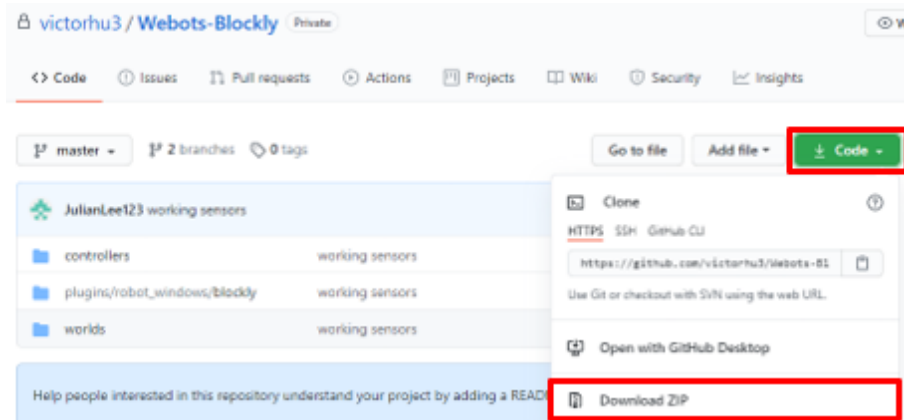 victorhu3 / Webots-Blockly Private
<> Code Issues Pull requests Actions Projects Wiki Security Insights
master 2 branches 0 tags Go to file Add file Code
JulianLee123 working sensors
controllers working sensors
plugins/robot_windows/blockly working sensors
worlds working sensors
Help people interested in this repository understand your project by adding a READ
Clone
HTTPS SSH GitHub CLI
https://github.com/victorhu3/Webots-Bl
Use Git or checkout with SVN using the web URL.
Open with GitHub Desktop
Download ZIP